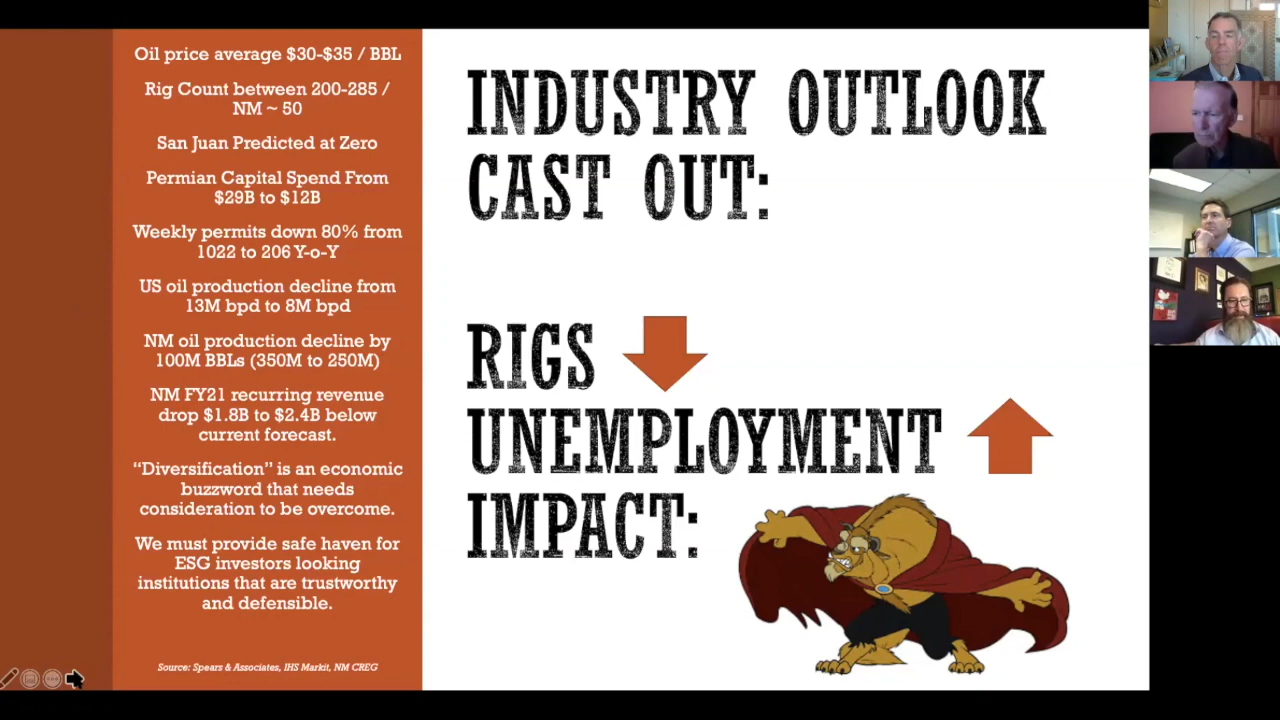 Oil price average $30-$35 / BBL
Rig Count between 200-285 /
NM ~ 50
San Juan Predicted at Zero
Permian Capital Spend From
$29B to $12B
Weekly permits down 80% from
1022 to 206 Y-o-Y
US oil production decline from
13M bpd to 8M bpd
NM oil production decline by
100M BBLs (350M to 250M)
NM FY21 recurring revenue
drop $1.8B to $2.4B below
current forecast.
“Diversification” is an economic
buzzword that needs
consideration to be overcome.
We must provide safe haven for
ESG investors looking
institutions that are trustworthy
and defensible.
Source: Spears & Associates, IHS Markit, NM CREG
INDUSTRY OUTLOOK
CAST OUT:
RIGS
UNEMPLOYMENT
IMPACT: